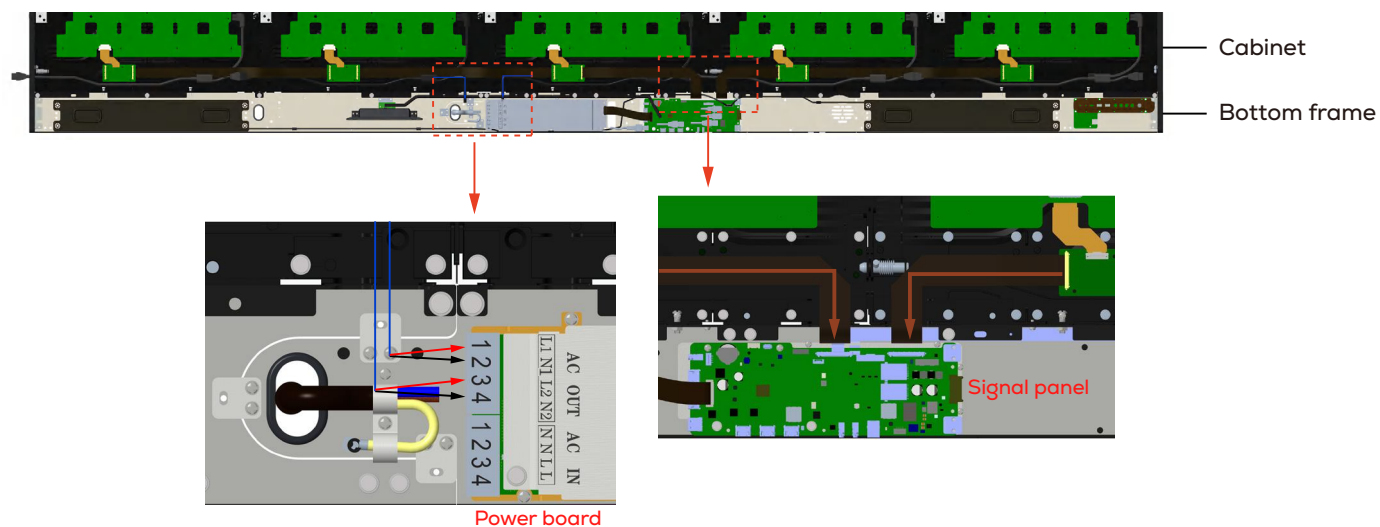 Cabinet
Bottom frame
1 2 3 4 1 2 3 4
L1 N1 L2 N2 N N L L
AC OUT AC IN
Power board
Signal panel